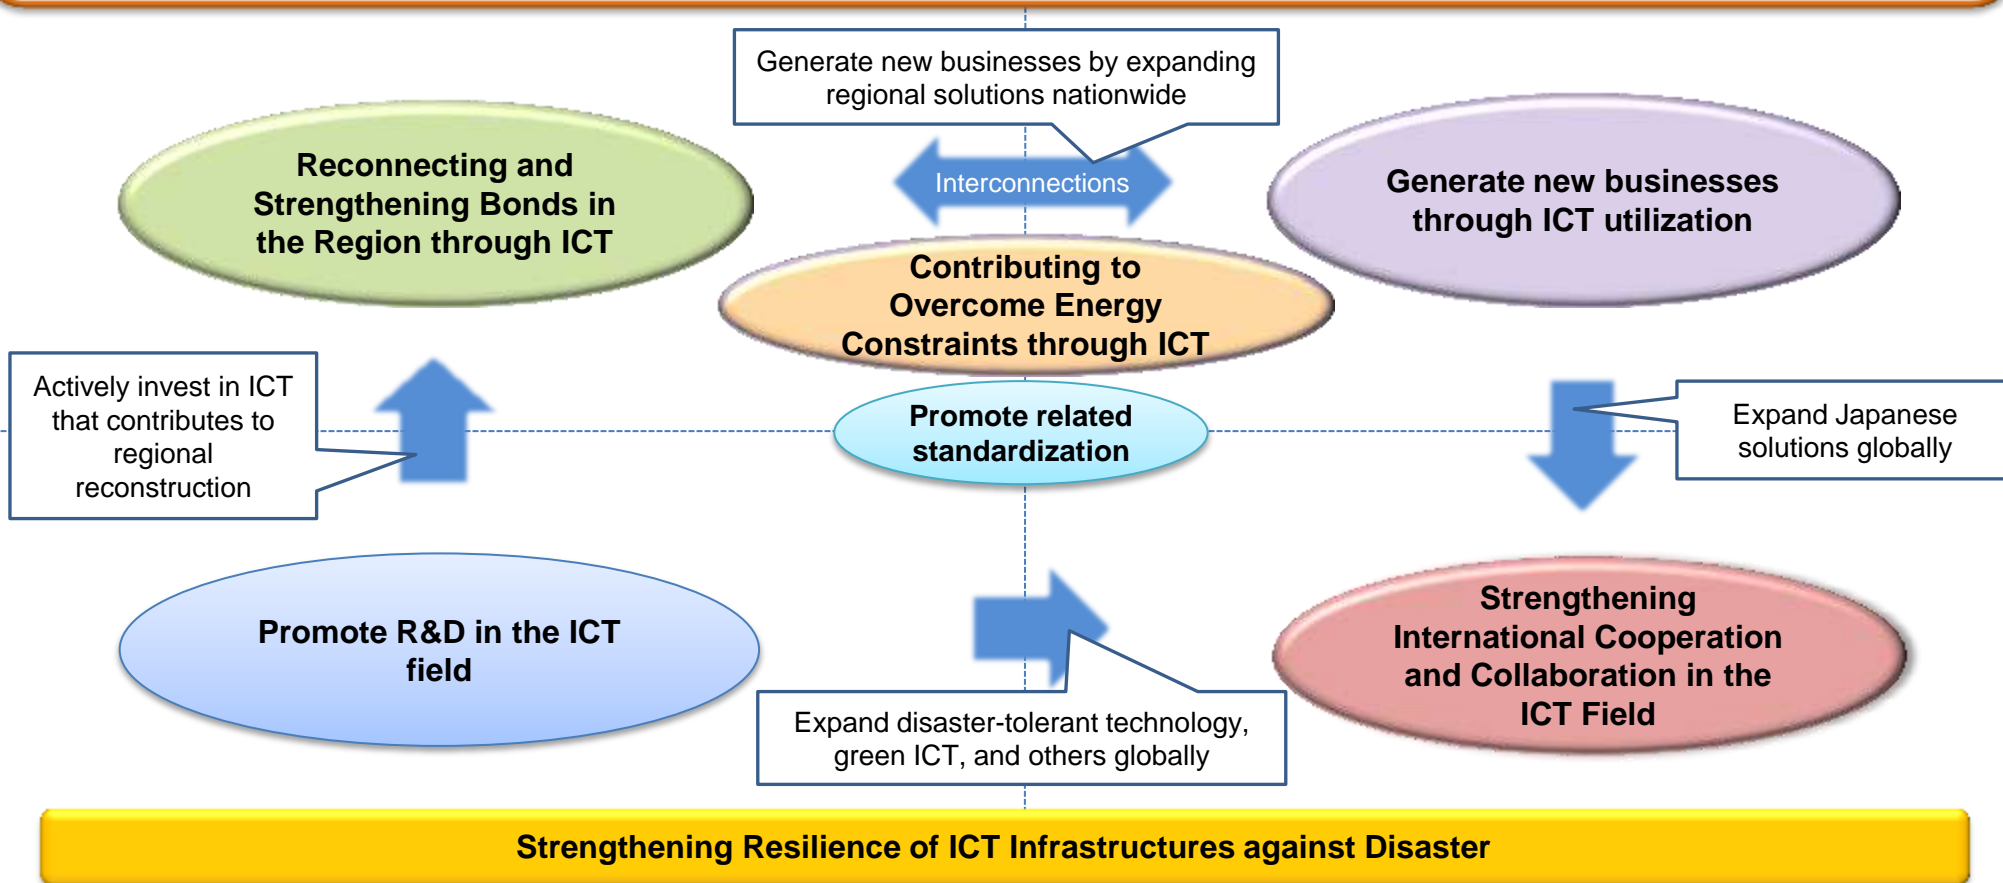 Generate new businesses by expanding
regional solutions nationwide
Reconnecting and
Strengthening Bonds in
the Region through ICT
Interconnections
Generate new businesses
through ICT utilization
Contributing to
Overcome Energy
Constraints through ICT
Actively invest in ICT
that contributes to
regional
reconstruction
Promote related
standardization
Expand Japanese
solutions globally
Promote R&D in the ICT
field
Strengthening
International Cooperation
and Collaboration in the
ICT Field
Expand disaster-tolerant technology,
green ICT, and others globally
Strengthening Resilience of ICT Infrastructures against Disaster